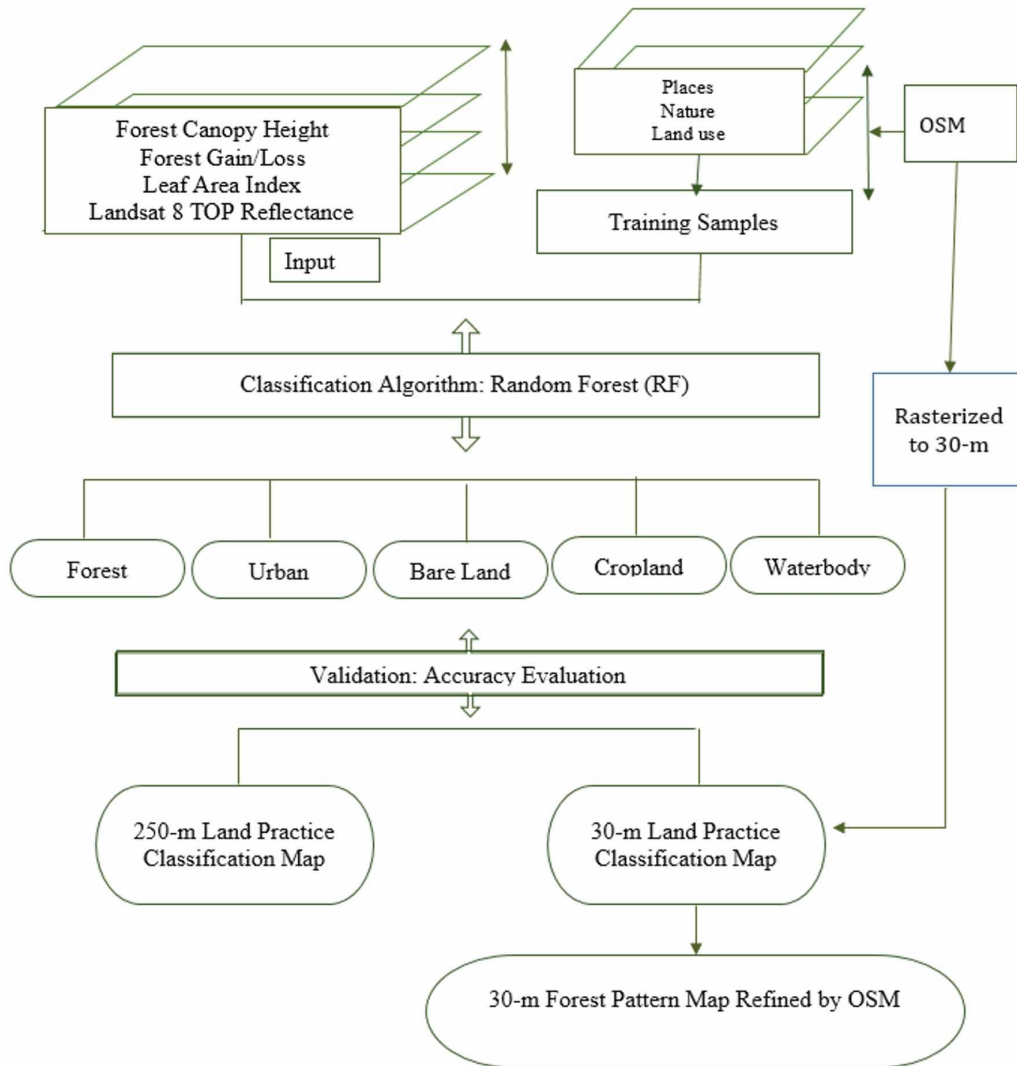 Forest Canopy Height
Forest Gain/Loss
Leaf Area Index
Landsat 8 TOP Reflectance
Input
Places
Nature
Land use
Training Samples
OSM
Classification Algorithm: Random Forest (RF)
Rasterized
to 30-m
Forest
Urban
Bare Land
Cropland
Waterbody
Validation: Accuracy Evaluation
250-m Land Practice
Classification Map
30-m Land Practice
Classification Map
30-m Forest Pattern Map Refined by OSM